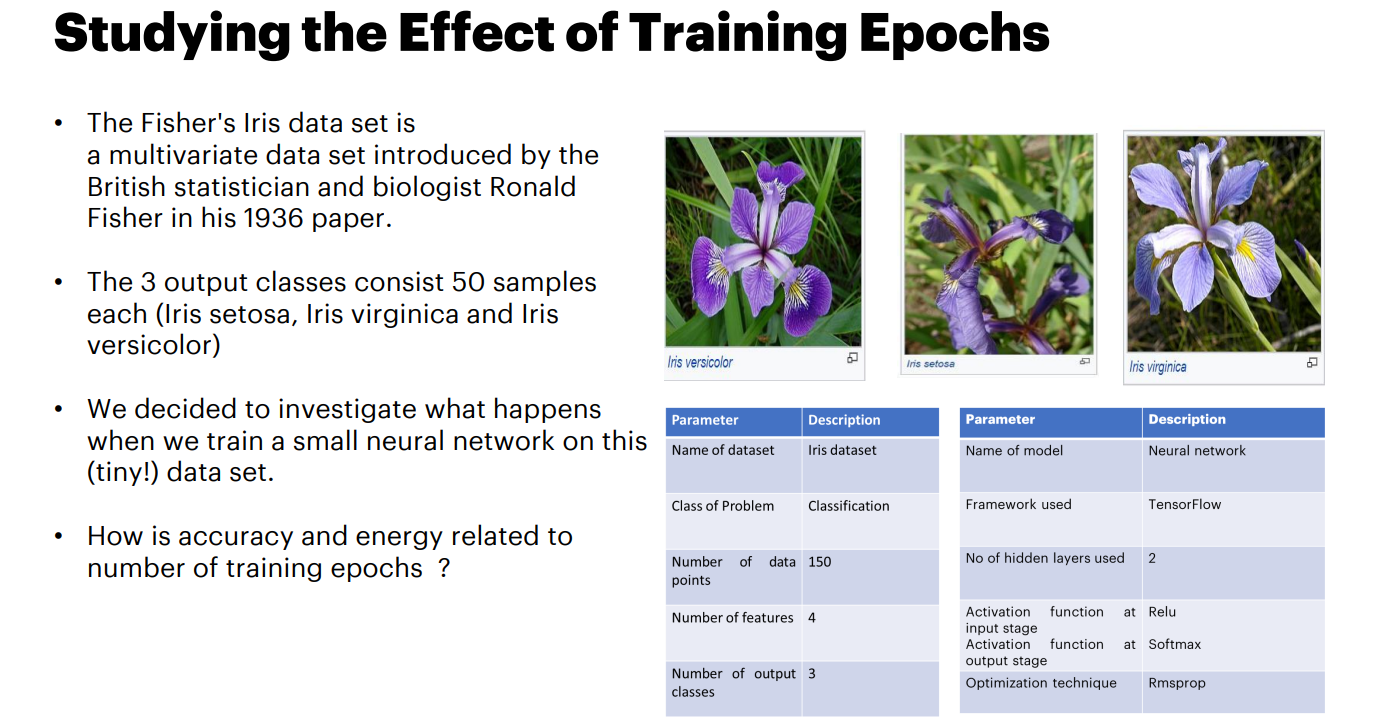 Studying the Effect of Training Epochs
• The Fisher's Iris data set is
a multivariate data set introduced by the
British statistician and biologist Ronald
Fisher in his 1936 paper.
• The 3 output classes consist 50 samples
each (Iris setosa, Iris virginica and Iris
versicolor)
• We decided to investigate what happens
when we train a small neural network on this
(tiny!) data set.
• How is accuracy and energy related to
number of training epochs ?
Iris versicolor
Iris setosa
Iris virginica
Parameter Description
Name of dataset Iris dataset
Class of Problem Classification
Number of data 150
points
Number of features 4
Number of output 3
classes
Parameter Description
Name of model Neural network
Framework used TensorFlow
No of hidden layers used 2
Activation function at Relu
input stage
Activation function at Softmax
output stage
Optimization technique Rmsprop